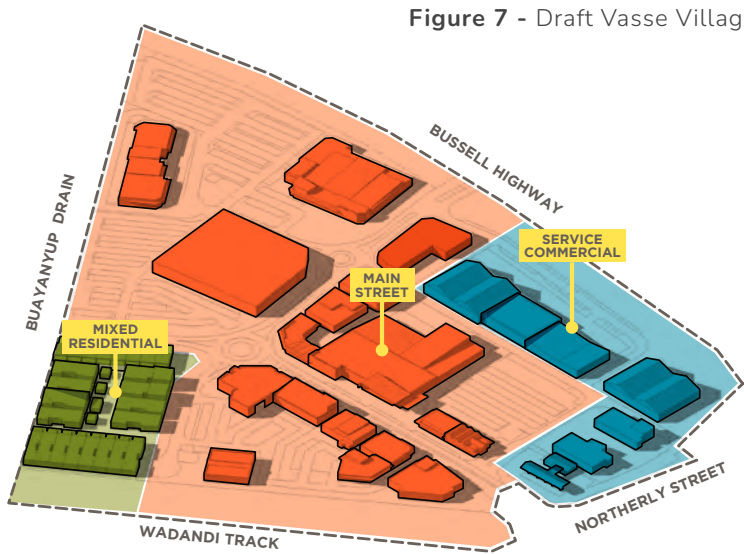 Figure 7 - Draft Vasse Villag
BUSSELL HIGHWAY
SERVICE
COMMERCIAL
MAIN
STREET
BUAYANYUP DRAIN
MIXED
RESIDENTIAL
NORTHERLY STREET
WADANDI TRACK